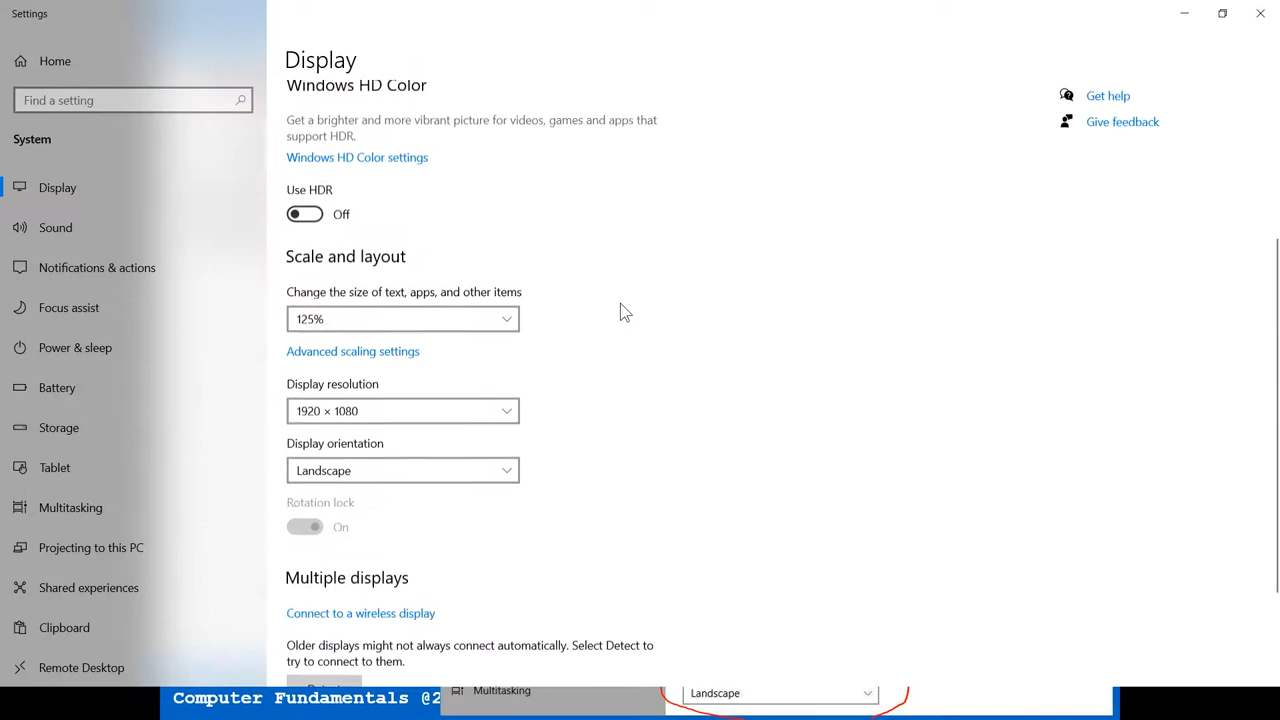 Settings
Home
Find a setting
System
Display
Sound
Notifications & actions
Focus assist
Power & sleep
Battery
Storage
Tablet
Multitasking
Projecting to this PC
Shared experiences
Clipboard
Remote Desktop
Display
Windows HD Color
Get a brighter and more vibrant picture for videos, games and apps that
support HDR.
Windows HD Color settings
Use HDR
Off
Scale and layout
Change the size of text, apps, and other items
125%
Advanced scaling settings
Display resolution
1920 × 1080
Display orientation
Landscape
Rotation lock
On
Multiple displays
Connect to a wireless display
Older displays might not always connect automatically. Select Detect to
try to connect to them.
Get help
Give feedback
Computer Fundamentals @2
Multitasking
Landscape